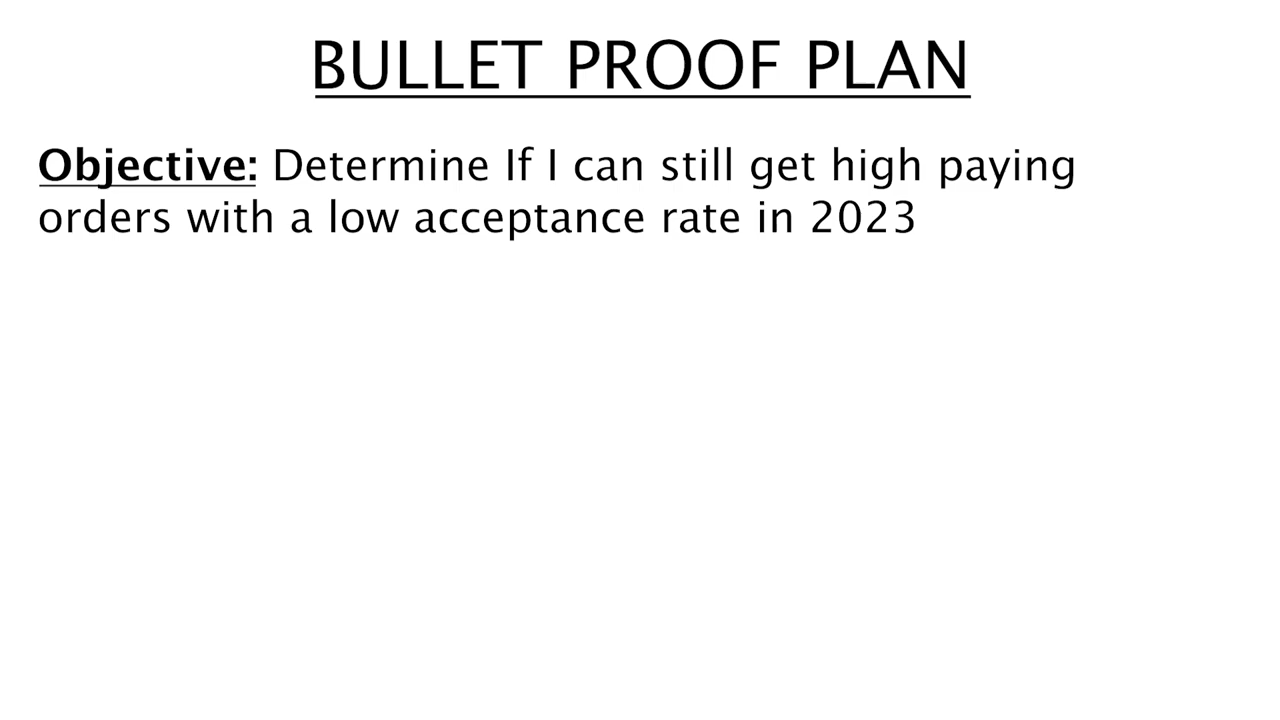 BULLET PROOF PLAN
Objective: Determine If I can still get high paying
orders with a low acceptance rate in 2023